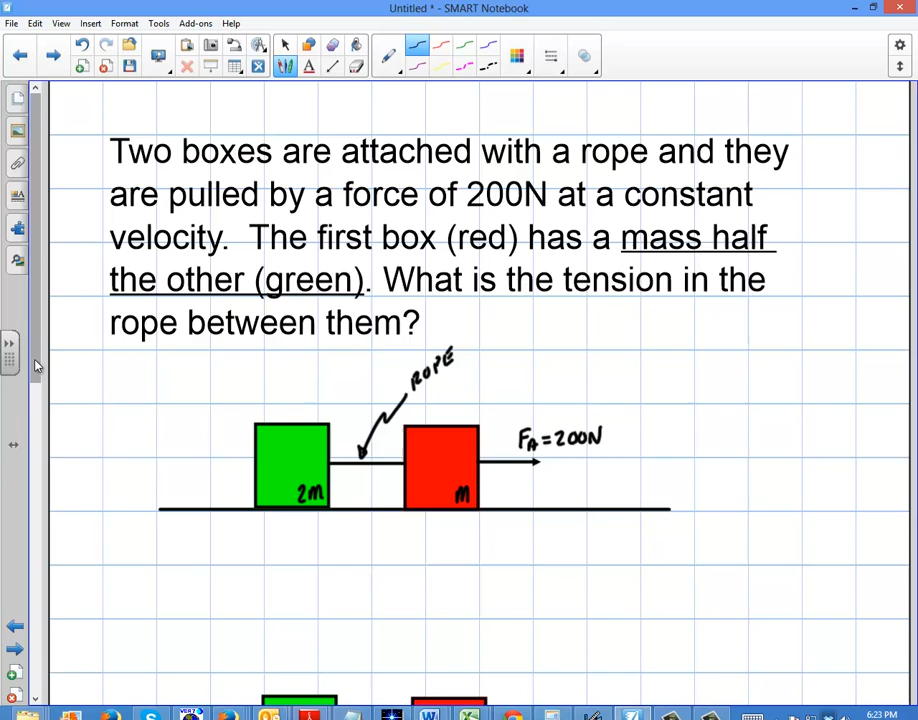 Untitled * - SMART Notebook
File Edit View Insert Format Tools Add-ons Help
Two boxes are attached with a rope and they
are pulled by a force of 200N at a constant
velocity. The first box (red) has a mass half
the other (green). What is the tension in the
rope between them?
ROPE
FA=200N
2m
m
6:23 PM